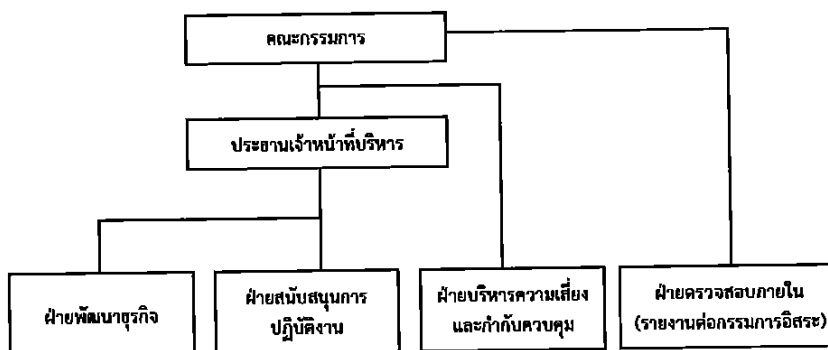 คณะกรรมการ
ประธานเจ้าหน้าที่บริหาร
ฝ่ายพัฒนาธุรกิจ
ฝ่ายสนับสนุนการ
ปฏิบัติงาน
ฝ่ายบริหารความเสี่ยง
และกำกับควบคุม
ฝ่ายตรวจสอบภายใน
(รายงานต่อกรรมการอิสระ)